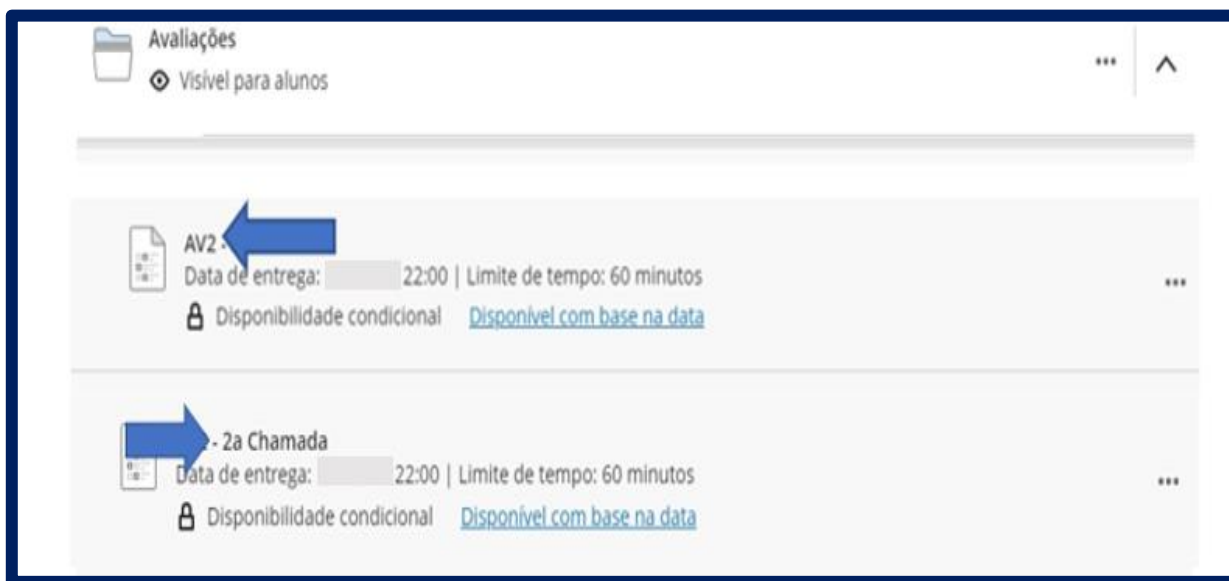 Avaliações
Visível para alunos
AV2 -
Data de entrega: 22:00 | Limite de tempo: 60 minutos
Disponibilidade condicional Disponível com base na data
- 2a Chamada
Data de entrega: 22:00 | Limite de tempo: 60 minutos
Disponibilidade condicional Disponível com base na data